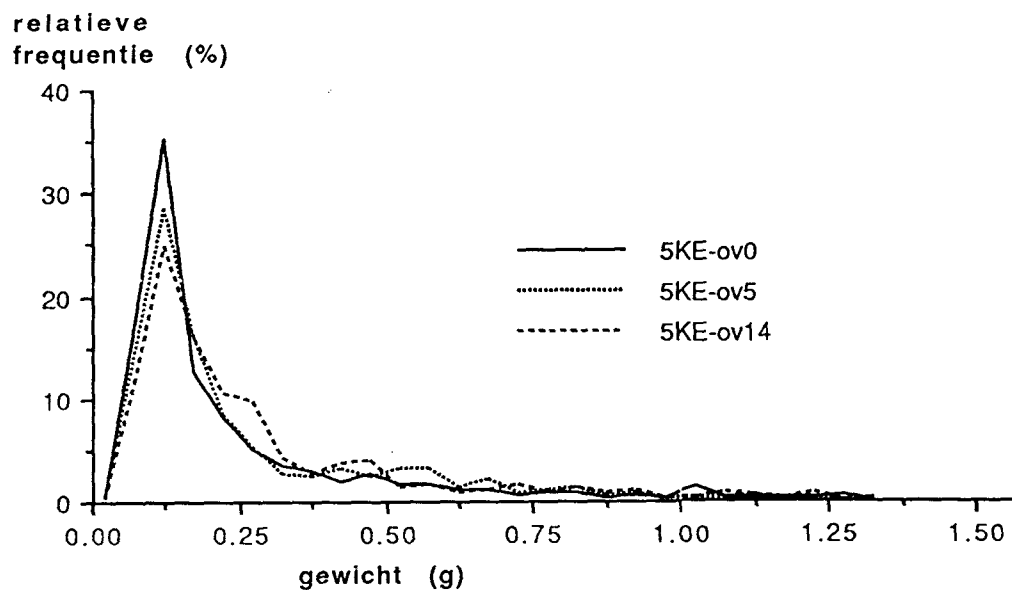 relatieve
frequentie (%)
40
30
20
10
0
5KE-ov0
5KE-ov5
5KE-ov14
0.00 0.25 0.50 0.75 1.00 1.25 1.50
gewicht (g)